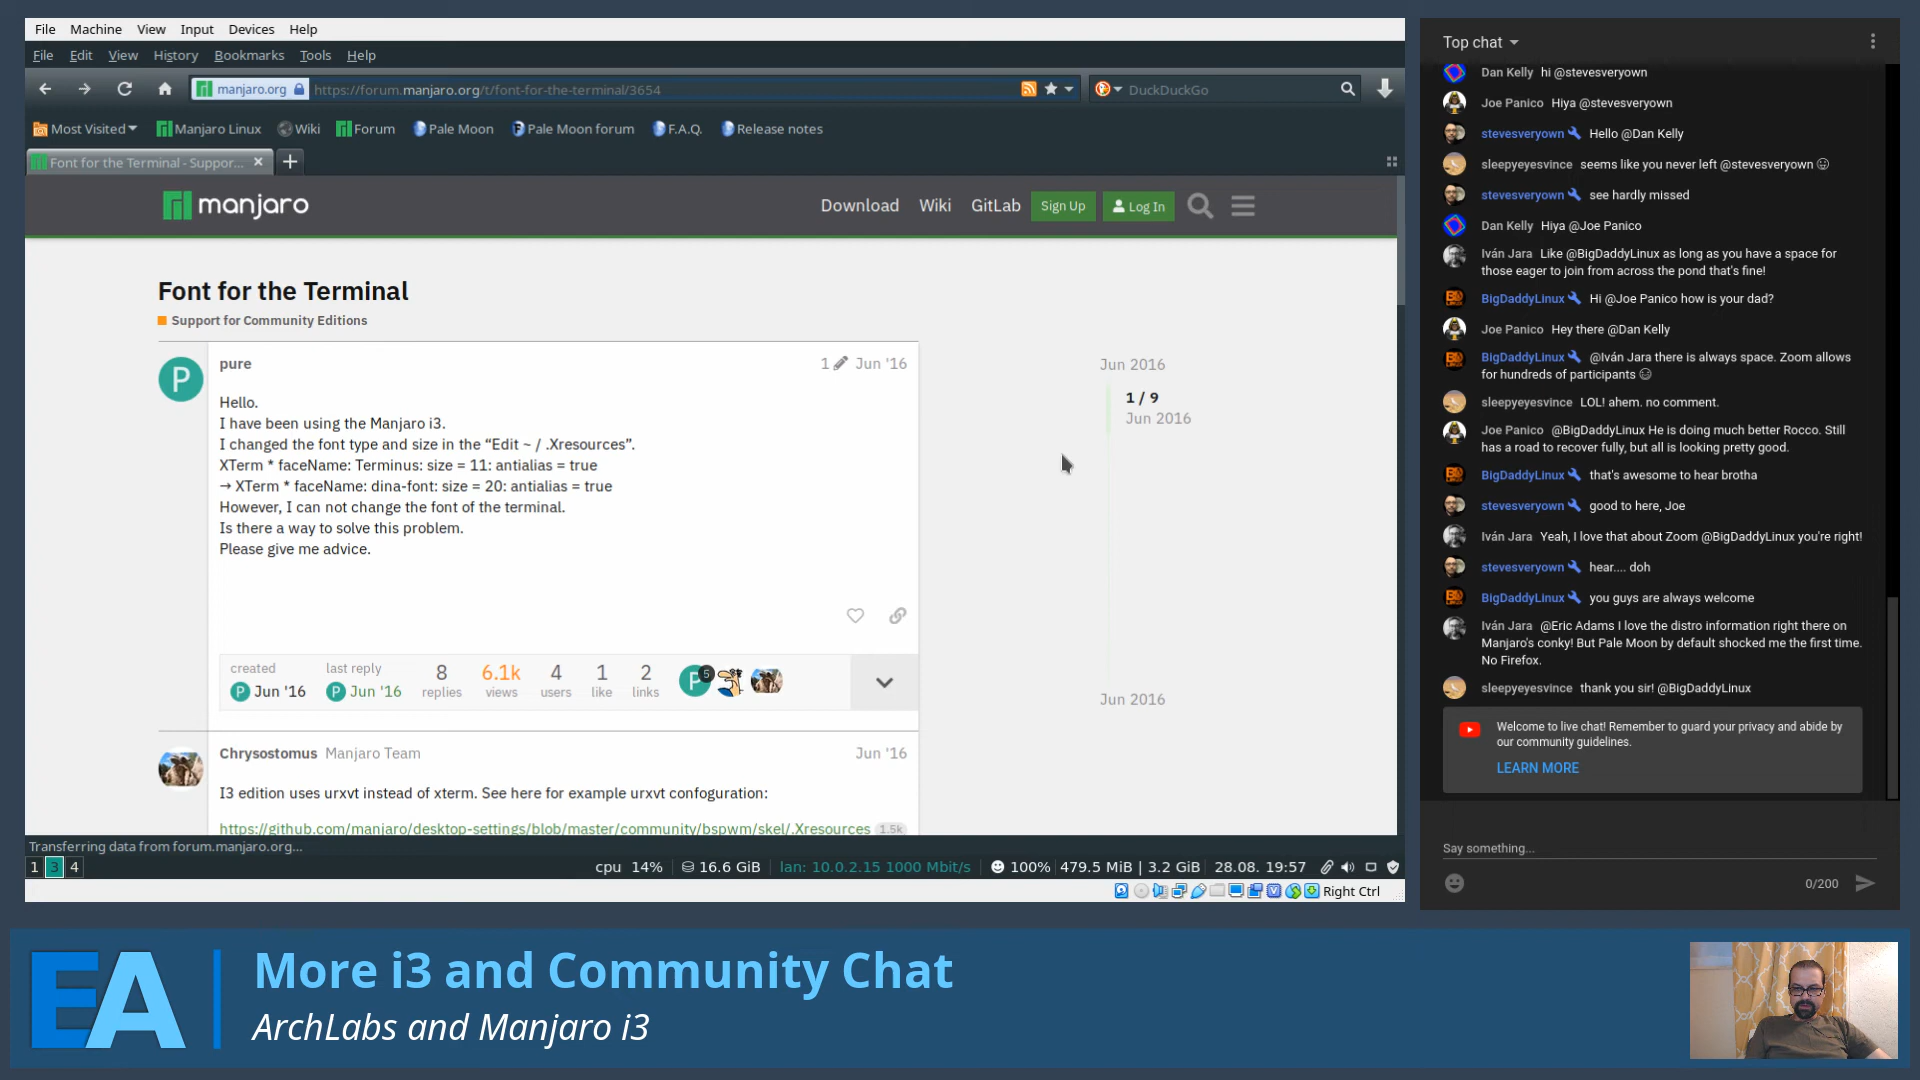 File Machine View Input Devices Help
File Edit View History Bookmarks Tools Help
manjaro.org https://forum.manjaro.org/t/font-for-the-terminal/3654 DuckDuckGo
Most Visited Manjaro Linux Wiki Forum Pale Moon Pale Moon forum F.A.Q. Release notes
Font for the Terminal - Suppor...
manjaro Download Wiki GitLab Sign Up Log In
Font for the Terminal
Support for Community Editions
P pure 1 Jun '16
Hello.
I have been using the Manjaro i3.
I changed the font type and size in the “Edit ~ / .Xresources”.
XTerm * faceName: Terminus: size = 11: antialias = true
→ XTerm * faceName: dina-font: size = 20: antialias = true
However, I can not change the font of the terminal.
Is there a way to solve this problem.
Please give me advice.
created last reply 8 6.1k 4 1 2 P 5
P Jun '16 P Jun '16 replies views users like links
Jun 2016
1 / 9
Jun 2016
Jun 2016
Chrysostomus Manjaro Team Jun '16
I3 edition uses urxvt instead of xterm. See here for example urxvt confoguration:
https://github.com/manjaro/desktop-settings/blob/master/community/bspwm/skel/.Xresources 1.5k
Transferring data from forum.manjaro.org...
1 3 4 cpu 14% 16.6 GiB lan: 10.0.2.15 1000 Mbit/s 100% 479.5 MiB | 3.2 GiB 28.08. 19:57
Right Ctrl
Top chat
Dan Kelly hi @stevesveryown
Joe Panico Hiya @stevesveryown
stevesveryown Hello @Dan Kelly
sleepyeyesvince seems like you never left @stevesveryown
stevesveryown see hardly missed
Dan Kelly Hiya @Joe Panico
Iván Jara Like @BigDaddyLinux as long as you have a space for
those eager to join from across the pond that's fine!
BigDaddyLinux Hi @Joe Panico how is your dad?
Joe Panico Hey there @Dan Kelly
BigDaddyLinux @Iván Jara there is always space. Zoom allows
for hundreds of participants
sleepyeyesvince LOL! ahem. no comment.
Joe Panico @BigDaddyLinux He is doing much better Rocco. Still
has a road to recover fully, but all is looking pretty good.
BigDaddyLinux that's awesome to hear brotha
stevesveryown good to here, Joe
Iván Jara Yeah, I love that about Zoom @BigDaddyLinux you're right!
stevesveryown hear.... doh
BigDaddyLinux you guys are always welcome
Iván Jara @Eric Adams I love the distro information right there on
Manjaro's conky! But Pale Moon by default shocked me the first time.
No Firefox.
sleepyeyesvince thank you sir! @BigDaddyLinux
Welcome to live chat! Remember to guard your privacy and abide by
our community guidelines.
LEARN MORE
Say something...
0/200
EA
More i3 and Community Chat
ArchLabs and Manjaro i3